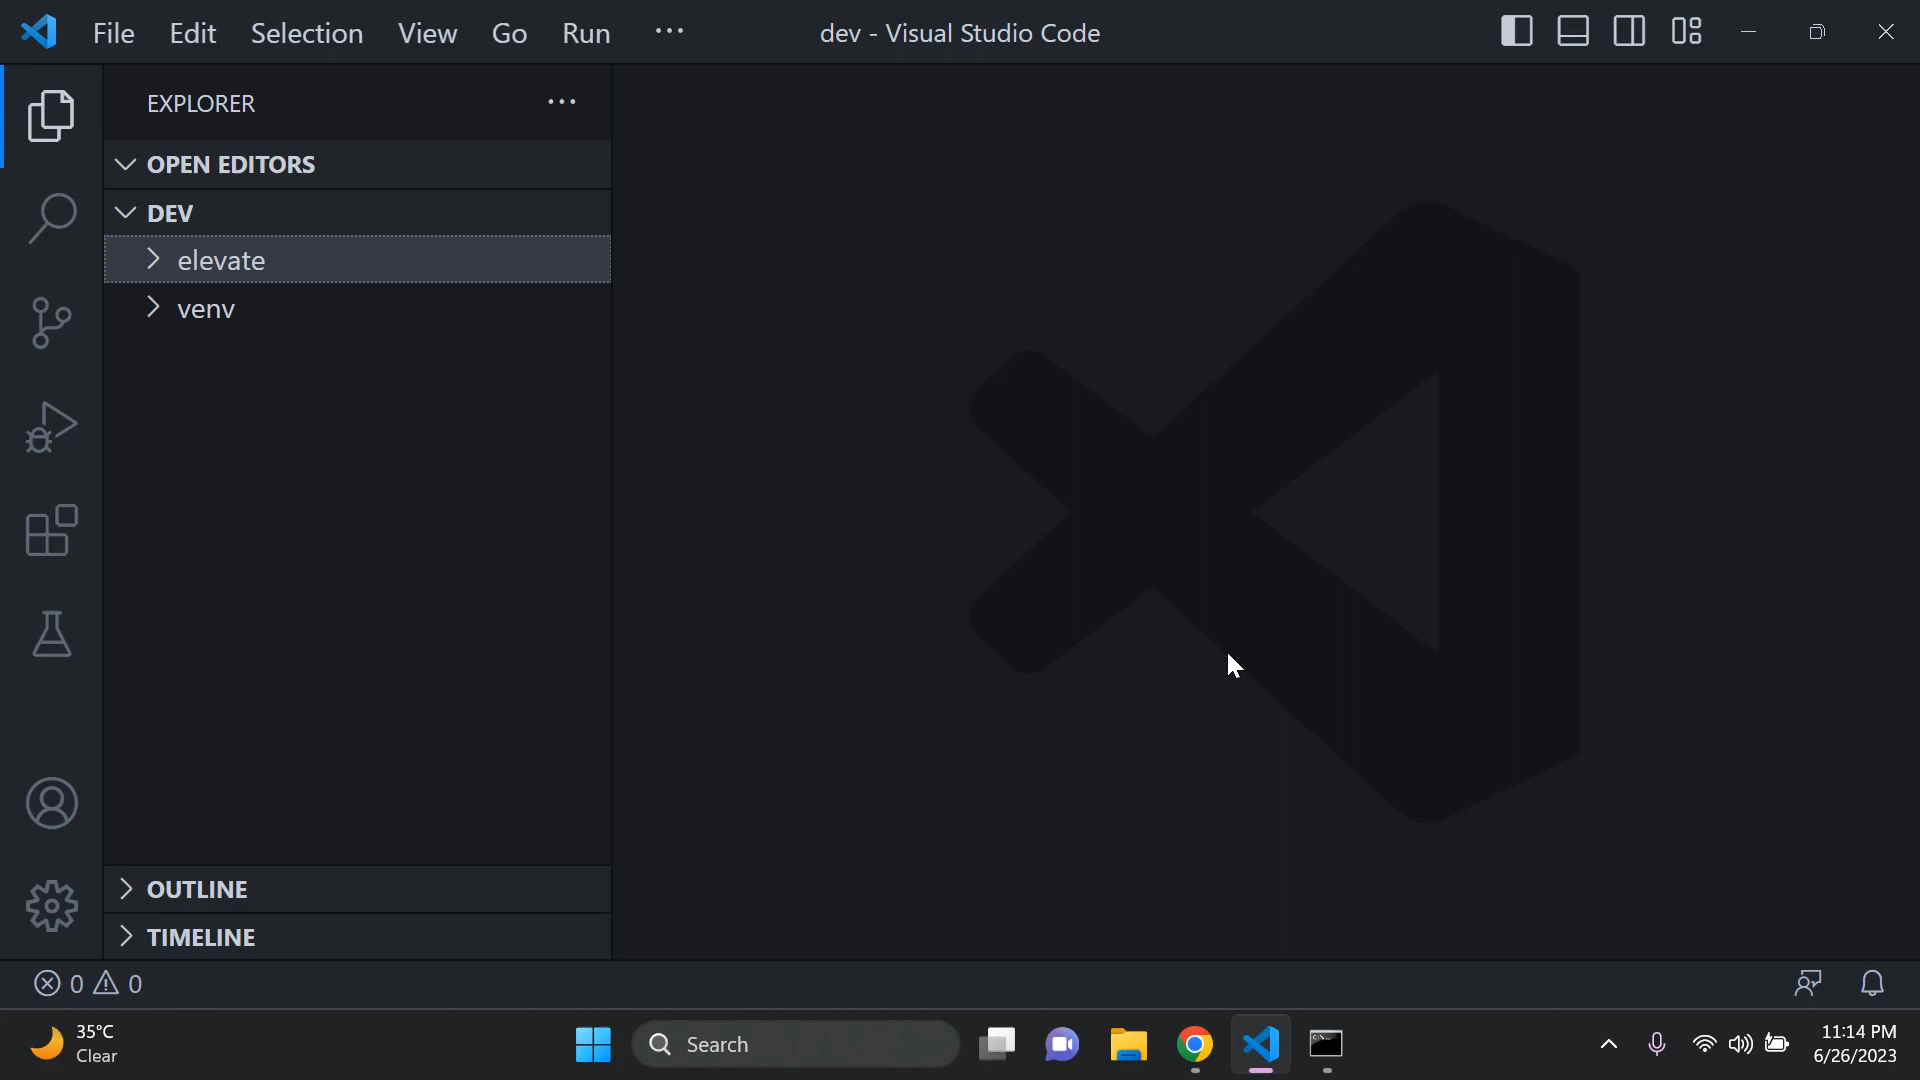 File Edit Selection View Go Run ··· dev - Visual Studio Code
EXPLORER ···
OPEN EDITORS
DEV
elevate
venv
OUTLINE
TIMELINE
0 0
35°C
Clear
Search
11:14 PM
6/26/2023